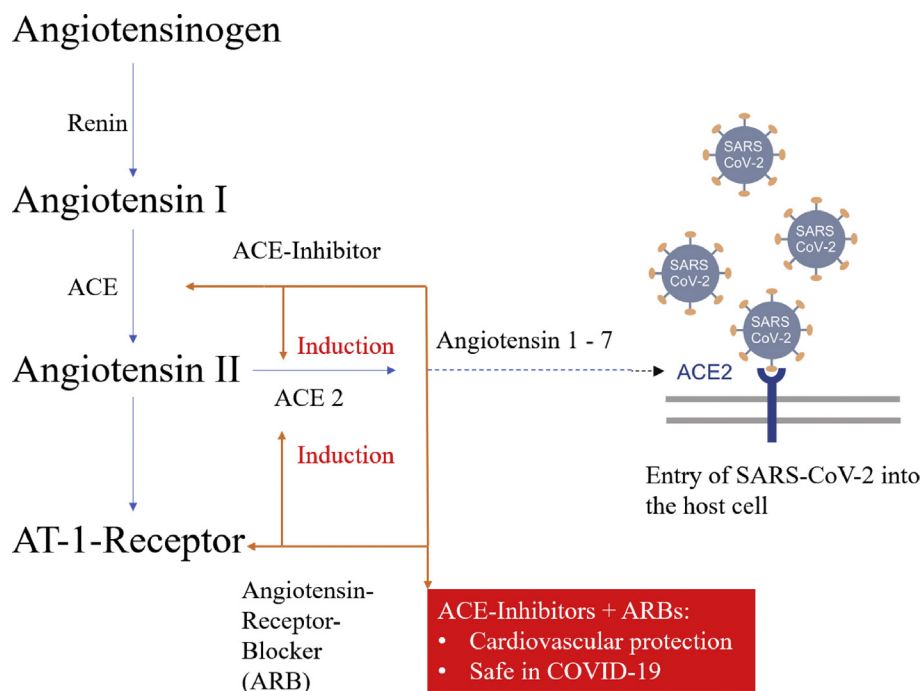 Angiotensinogen
Renin
Angiotensin I
ACE-Inhibitor
ACE
Induction
Angiotensin 1 - 7
Angiotensin II
ACE 2
Induction
AT-1-Receptor
Angiotensin-
Receptor-
Blocker
(ARB)
SARS
CoV-2
SARS
CoV-2
SARS
CoV-2
SARS
CoV-2
ACE2
Entry of SARS-CoV-2 into
the host cell
ACE-Inhibitors + ARBs:
• Cardiovascular protection
• Safe in COVID-19